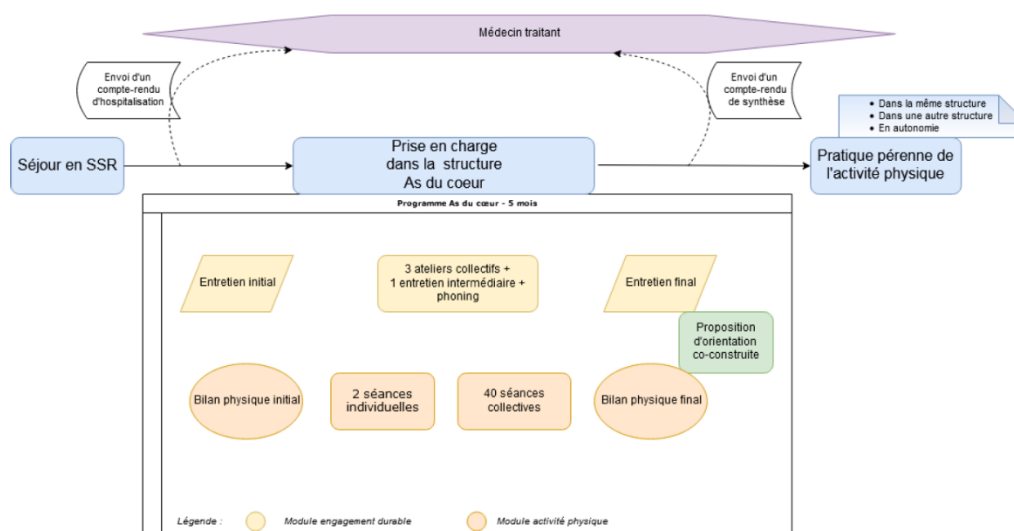 Médecin traitant
Envoi d'un
compte-rendu
d'hospitalisation
Envoi d'un
compte-rendu
de synthèse
• Dans la même structure
• Dans une autre structure
• En autonomie
Séjour en SSR
Prise en charge
dans la structure
As du coeur
Pratique pérenne de
l'activité physique
Programme As du cœur - 5 mois
Entretien initial
3 ateliers collectifs +
1 entretien intermédiaire +
phoning
Entretien final
Proposition
d'orientation
co-construite
Bilan physique initial
2 séances
individuelles
40 séances
collectives
Bilan physique final
Légende :
Module engagement durable
Module activité physique